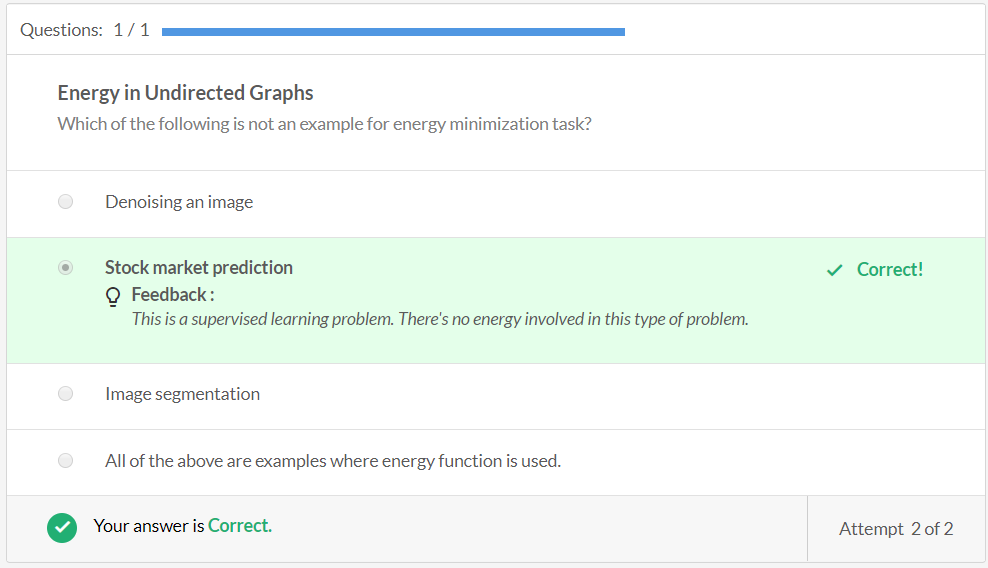 Questions: 1 / 1
Energy in Undirected Graphs
Which of the following is not an example for energy minimization task?
Denoising an image
Stock market prediction
Correct!
Feedback :
This is a supervised learning problem. There's no energy involved in this type of problem.
Image segmentation
All of the above are examples where energy function is used.
Your answer is Correct.
Attempt 2 of 2